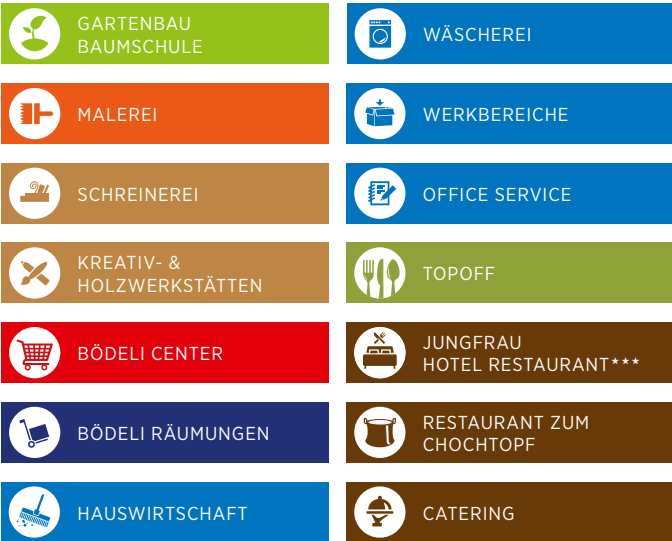 GARTENBAU
BAUMSCHULE
MALEREI
SCHREINEREI
KREATIV- &
HOLZWERKSTÄTTEN
BÖDELI CENTER
BÖDELI RÄUMUNGEN
HAUSWIRTSCHAFT
WÄSCHEREI
WERKBEREICHE
OFFICE SERVICE
TOPOFF
JUNGFRAU
HOTEL RESTAURANT★★★
RESTAURANT ZUM
CHOCHTOPF
CATERING